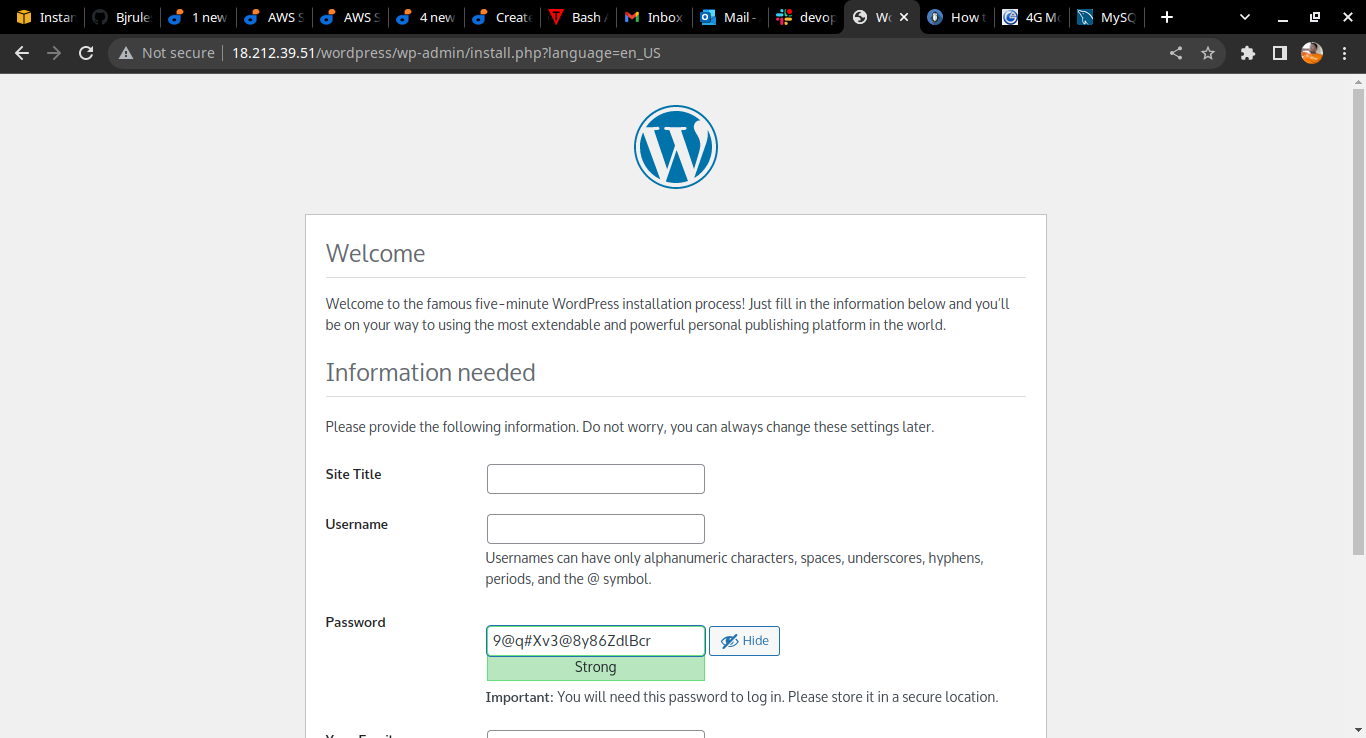 Instar
Bjrule
1 new
AWS S
AWS S
4 new
Create
Bash A
Inbox
Mail -
devop
Wo
How t
4G Mo
MySQ
Not secure
18.212.39.51/wordpress/wp-admin/install.php?language=en_US
Welcome
Welcome to the famous five-minute WordPress installation process! Just fill in the information below and you’ll
be on your way to using the most extendable and powerful personal publishing platform in the world.
Information needed
Please provide the following information. Do not worry, you can always change these settings later.
Site Title
Username
Usernames can have only alphanumeric characters, spaces, underscores, hyphens,
periods, and the @ symbol.
Password
9@q#Xv3@8y86ZdlBcr
Hide
Strong
Important: You will need this password to log in. Please store it in a secure location.
Your Email